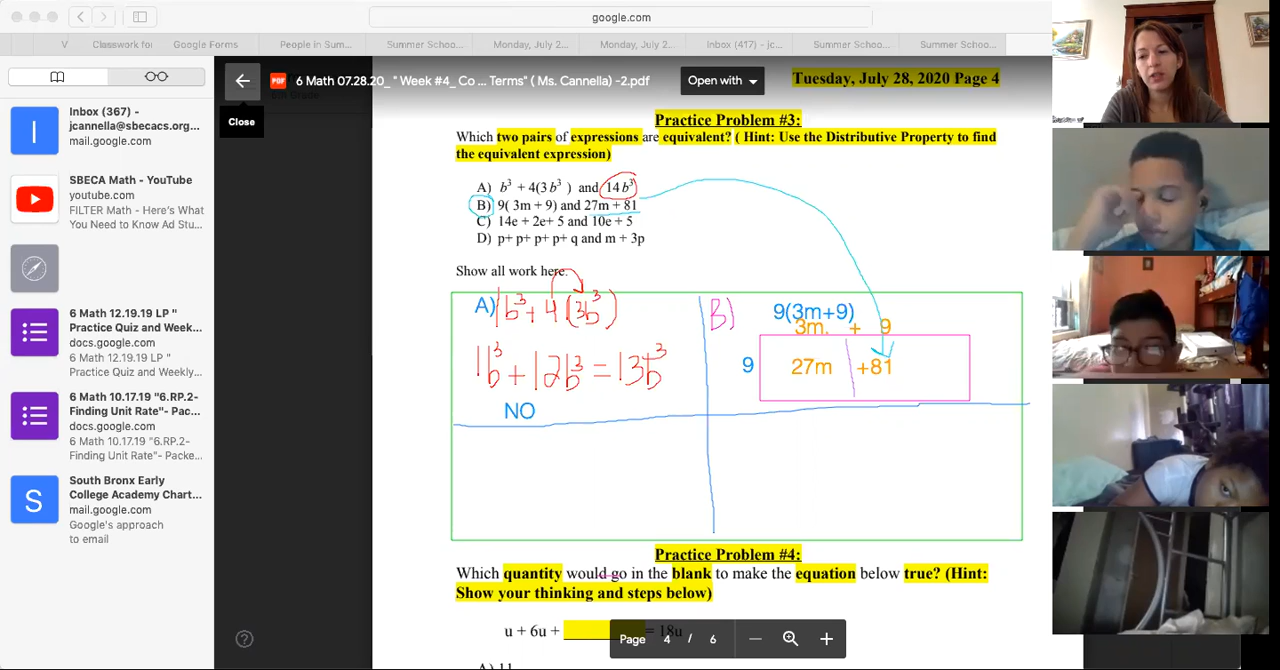 google.com
V
Classwork for
Google Forms
People in Sum...
Summer Schoo...
Monday, July 2...
Monday, July 2...
Inbox (417) - jc...
Summer Schoo...
Summer Schoo...
Inbox (367) -
jcannella@sbecacs.org...
mail.google.com
SBECA Math - YouTube
youtube.com
FILTER Math - Here's What
You Need to Know Ad Stu...
6 Math 12.19.19 LP "
Practice Quiz and Week...
docs.google.com
6 Math 12.19.19 LP "
Practice Quiz and Weekly...
6 Math 10.17.19 "6.RP.2-
Finding Unit Rate"- Pac...
docs.google.com
6 Math 10.17.19 "6.RP.2-
Finding Unit Rate"- Packe...
South Bronx Early
College Academy Chart...
mail.google.com
Google's approach
to email
Close
PDF
6 Math 07.28.20_ " Week #4_ Co ... Terms" ( Ms. Cannella) -2.pdf
Open with
Tuesday, July 28, 2020 Page 4
Practice Problem #3:
Which two pairs of expressions are equivalent? ( Hint: Use the Distributive Property to find
the equivalent expression)
A) b³ + 4(3b³ ) and 14b³
B) 9( 3m + 9) and 27m + 81
C) 14e + 2e+ 5 and 10e + 5
D) p+ p+ p+ p+ q and m + 3p
Show all work here.
A) 1b³ + 4(3b³)
1b³ + 12b³ = 13b³
NO
B) 9(3m+9)
3m. + 9
9 27m +81
Practice Problem #4:
Which quantity would go in the blank to make the equation below true? (Hint:
Show your thinking and steps below)
u + 6u + = 18u
A) 11
Page 4 / 6